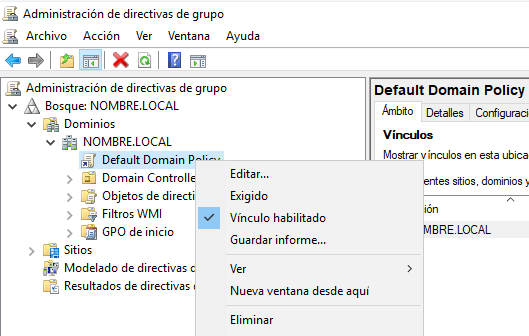 Administración de directivas de grupo
Archivo Acción Ver Ventana Ayuda
Administración de directivas de grupo
Bosque: NOMBRE.LOCAL
Dominios
NOMBRE.LOCAL
Default Domain Policy
Domain Controlle
Objetos de directi
Filtros WMI
GPO de inicio
Sitios
Modelado de directivas d
Resultados de directivas d
Editar...
Exigido
Vínculo habilitado
Guardar informe...
Ver
Nueva ventana desde aquí
Eliminar
Default Domain Policy
Ámbito Detalles Configuració
Vínculos
Mostrar vínculos en esta ubica
entes sitios, dominios y
ión
MBRE.LOCAL